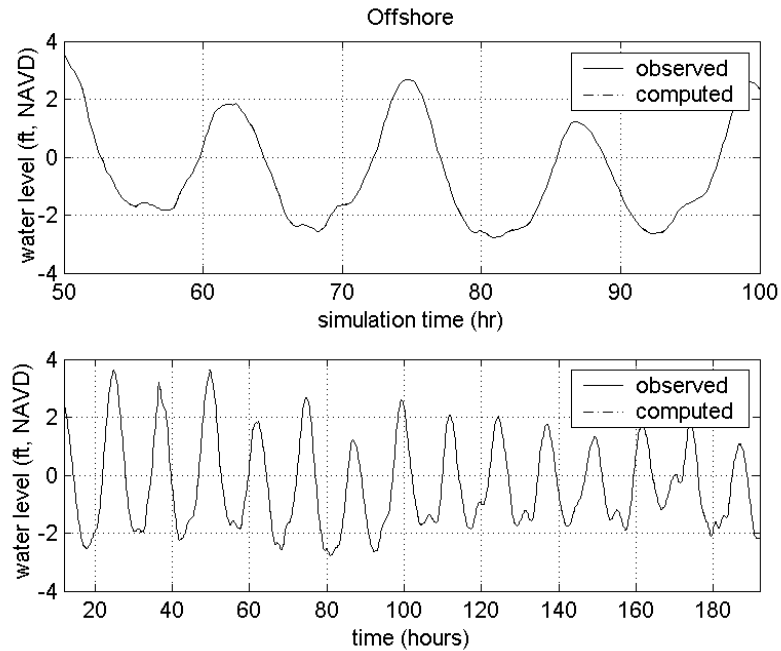 Offshore
4
2
0
-2
-4
water level (ft, NAVD)
observed
computed
50 60 70 80 90 100
simulation time (hr)
4
2
0
-2
-4
water level (ft, NAVD)
observed
computed
20 40 60 80 100 120 140 160 180
time (hours)